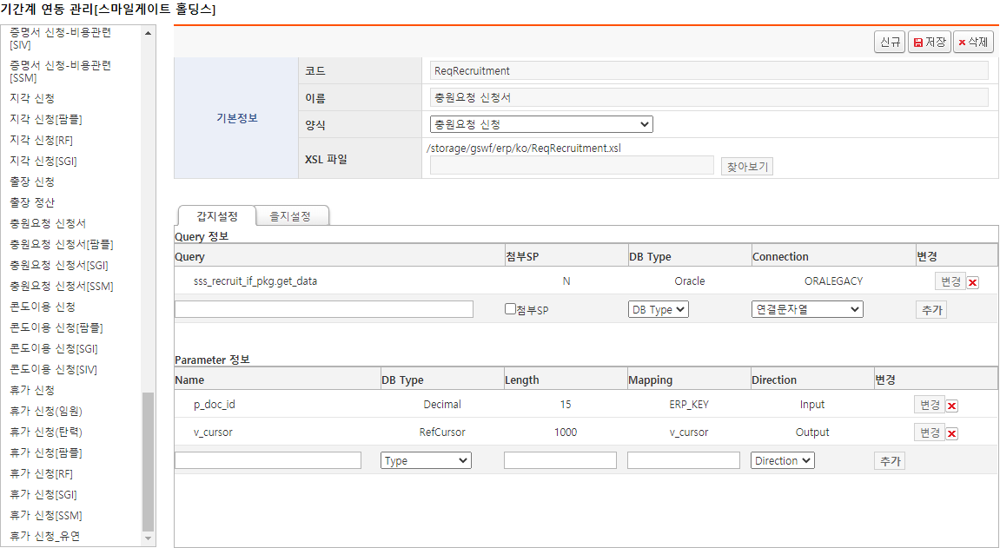 기간계 연동 관리[스마일게이트 홀딩스]
증명서 신청-비용관련
[SIV]
증명서 신청-비용관련
[SSM]
지각 신청
지각 신청[팜플]
지각 신청[RF]
지각 신청[SGI]
출장 신청
출장 정산
충원요청 신청서
충원요청 신청서[팜플]
충원요청 신청서[SGI]
충원요청 신청서[SSM]
콘도이용 신청
콘도이용 신청[팜플]
콘도이용 신청[SGI]
콘도이용 신청[SIV]
휴가 신청
휴가 신청(임원)
휴가 신청(탄력)
휴가 신청[팜플]
휴가 신청[RF]
휴가 신청[SGI]
휴가 신청[SSM]
휴가 신청_유연
신규 저장 삭제
기본정보
코드 ReqRecruitment
이름 충원요청 신청서
양식 충원요청 신청
XSL 파일 /storage/gswf/erp/ko/ReqRecruitment.xsl
찾아보기
갑지설정 을지설정
Query 정보
Query 첨부SP DB Type Connection 변경
sss_recruit_if_pkg.get_data N Oracle ORALEGACY 변경
첨부SP DB Type 연결문자열 추가
Parameter 정보
Name DB Type Length Mapping Direction 변경
p_doc_id Decimal 15 ERP_KEY Input 변경
v_cursor RefCursor 1000 v_cursor Output 변경
Type Direction 추가